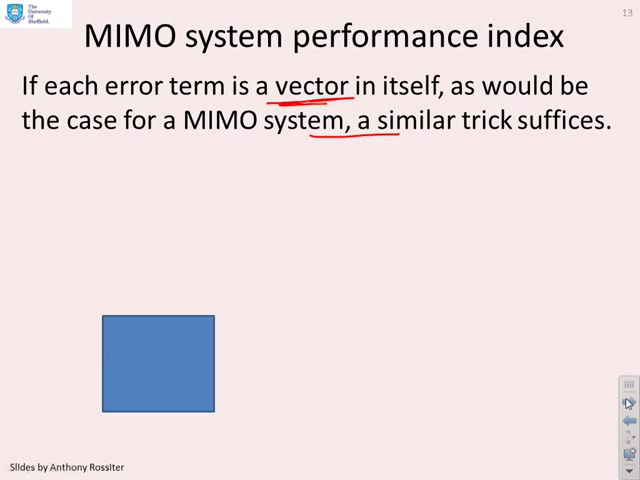 The
University
Of
Sheffield.
13
MIMO system performance index
If each error term is a vector in itself, as would be
the case for a MIMO system, a similar trick suffices.
Slides by Anthony Rossiter